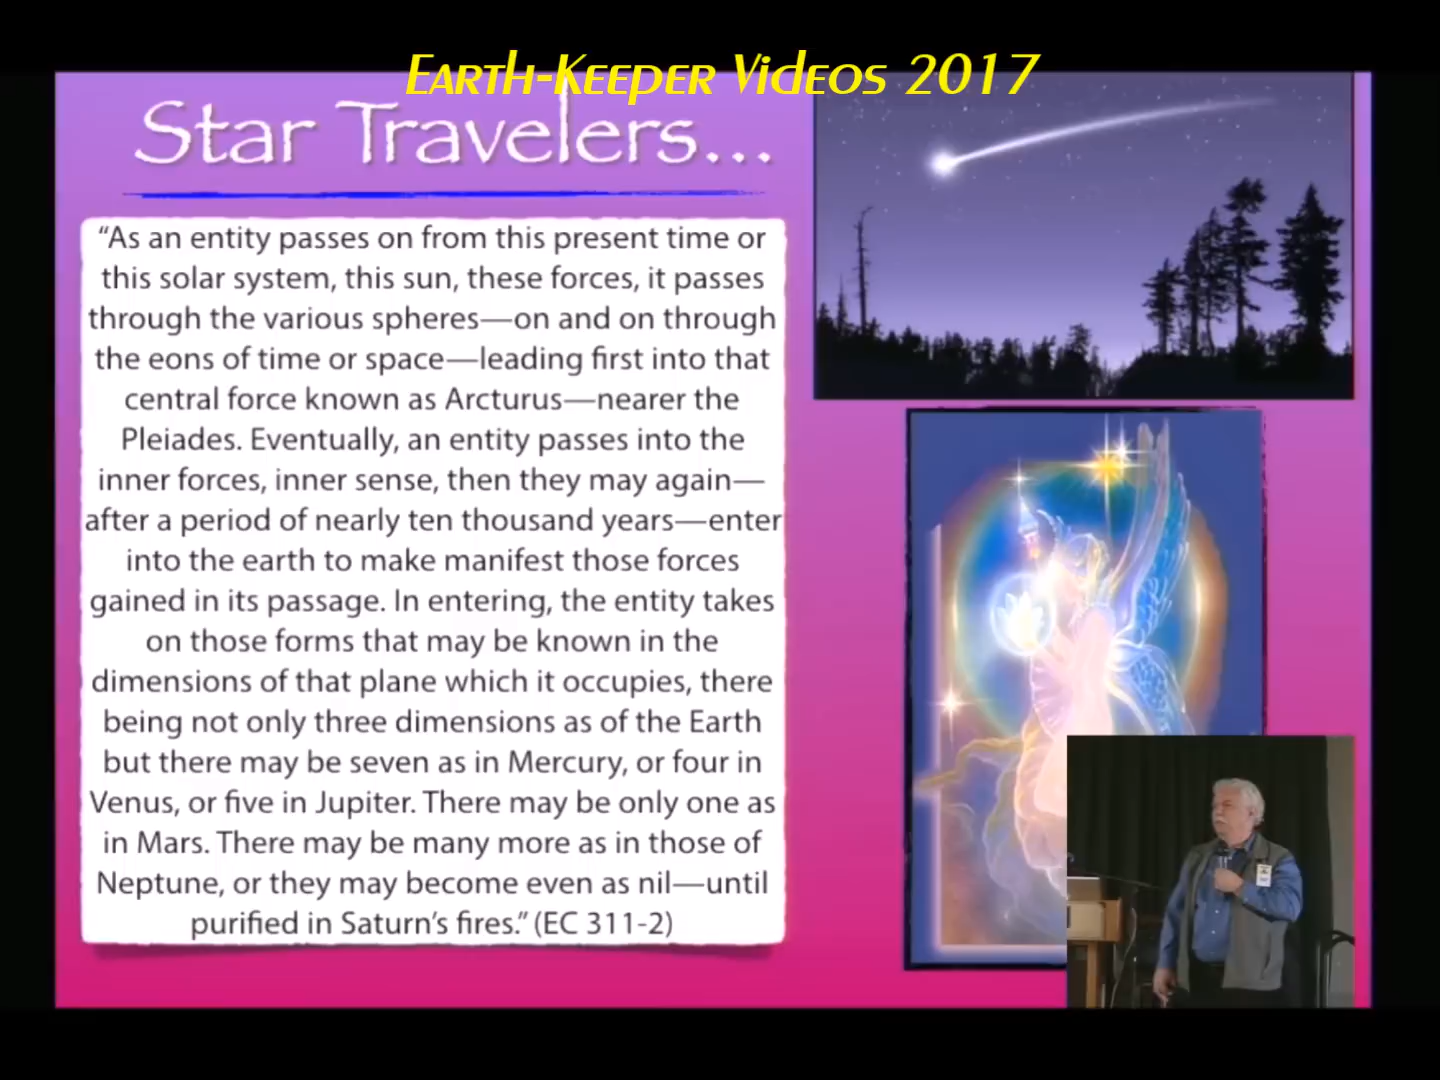 Earth-Keeper Videos 2017
Star Travelers...
“As an entity passes on from this present time or
this solar system, this sun, these forces, it passes
through the various spheres—on and on through
the eons of time or space—leading first into that
central force known as Arcturus—nearer the
Pleiades. Eventually, an entity passes into the
inner forces, inner sense, then they may again—
after a period of nearly ten thousand years—enter
into the earth to make manifest those forces
gained in its passage. In entering, the entity takes
on those forms that may be known in the
dimensions of that plane which it occupies, there
being not only three dimensions as of the Earth
but there may be seven as in Mercury, or four in
Venus, or five in Jupiter. There may be only one as
in Mars. There may be many more as in those of
Neptune, or they may become even as nil—until
purified in Saturn’s fires.” (EC 311-2)